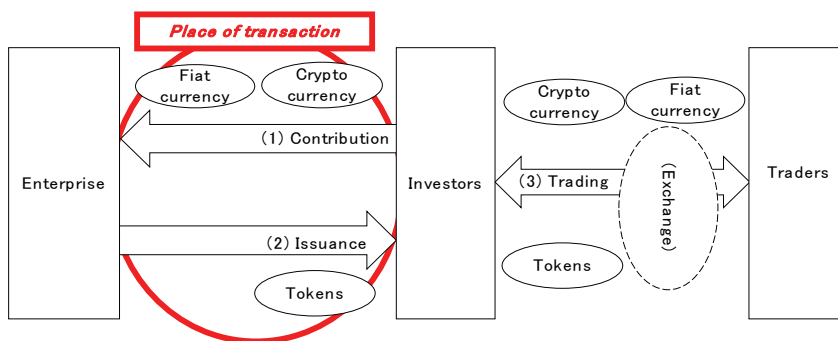 Place of transaction
Fiat
currency
Crypto
currency
Crypto
currency
Fiat
currency
(1) Contribution
Enterprise
Investors
(3) Trading
(Exchange)
Traders
(2) Issuance
Tokens
Tokens